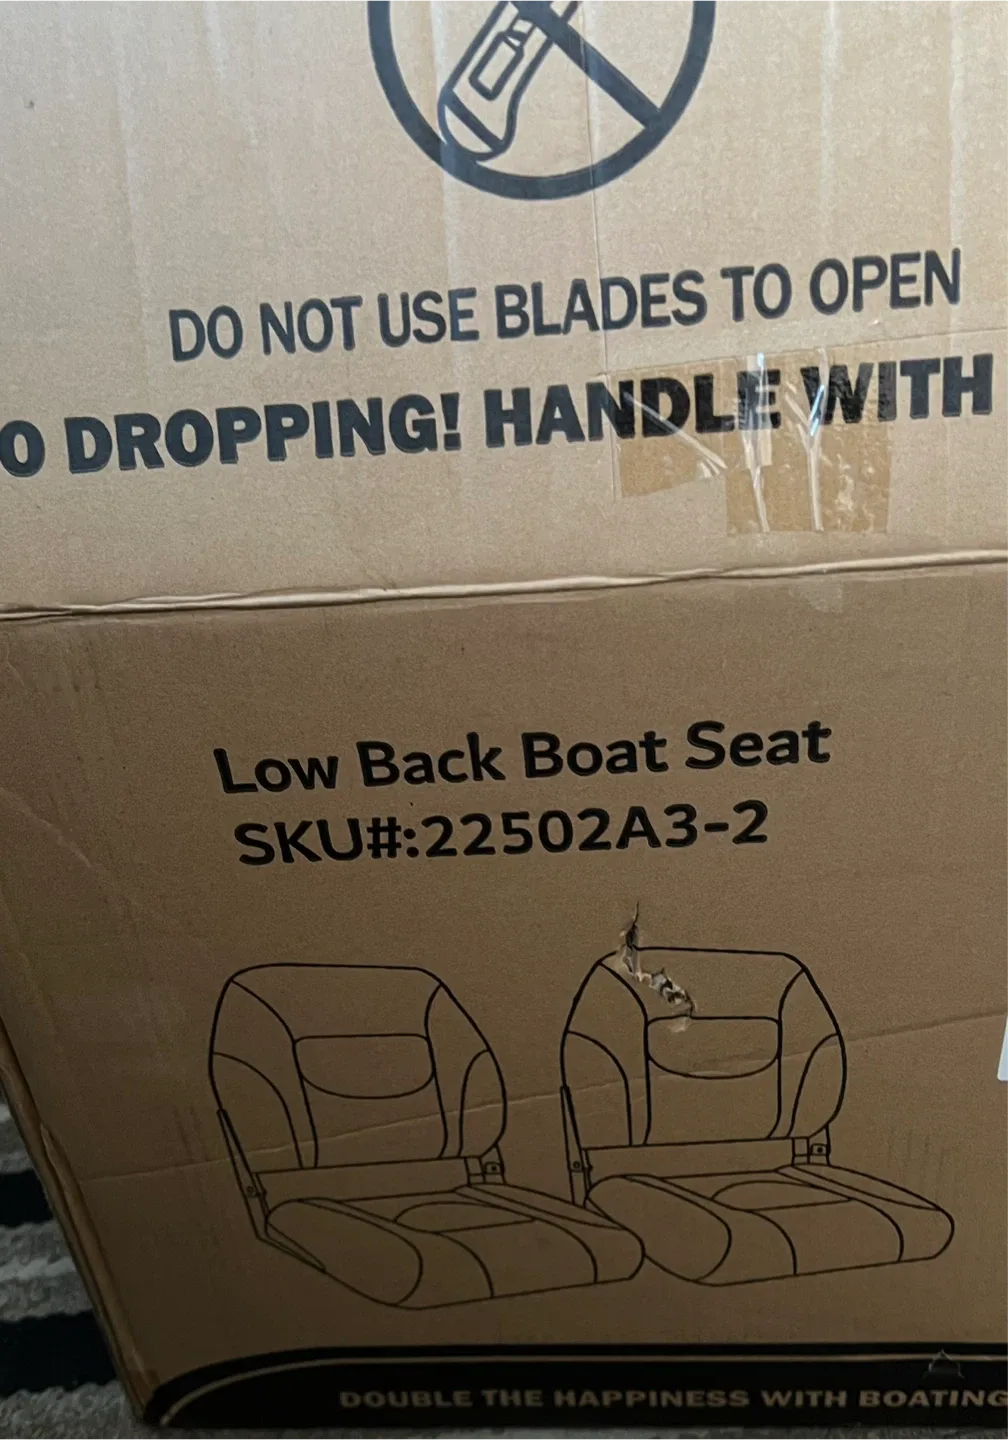 DO NOT USE BLADES TO OPEN
O DROPPING! HANDLE WITH
Low Back Boat Seat
SKU#:22502A3-2
DOUBLE THE HAPPINESS WITH BOATING